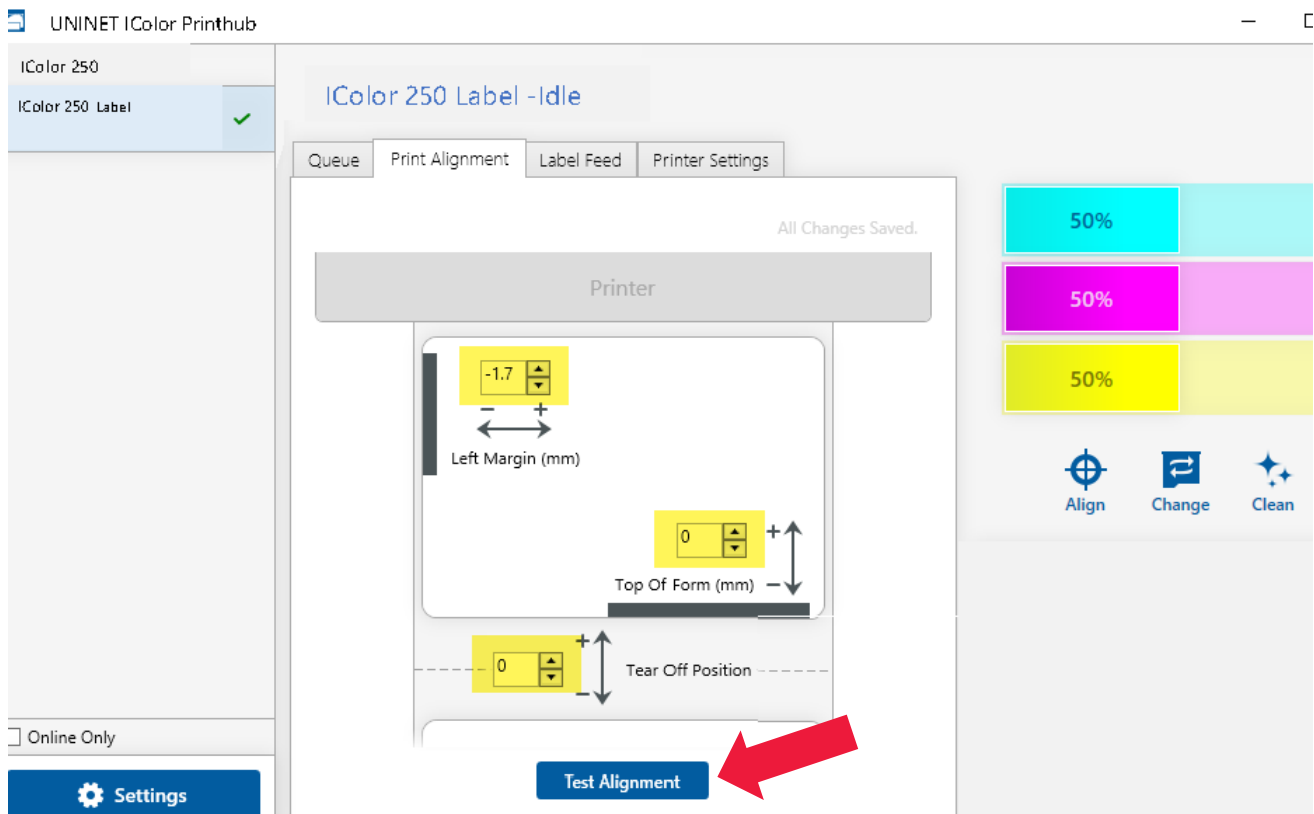 UNINET IColor Printhub
IColor 250
IColor 250 Label
IColor 250 Label -Idle
Queue
Print Alignment
Label Feed
Printer Settings
All Changes Saved.
Printer
-1.7
− +
Left Margin (mm)
0
+
Top Of Form (mm) −
+
0
Tear Off Position
−
Test Alignment
50%
50%
50%
Align
Change
Clean
Online Only
Settings